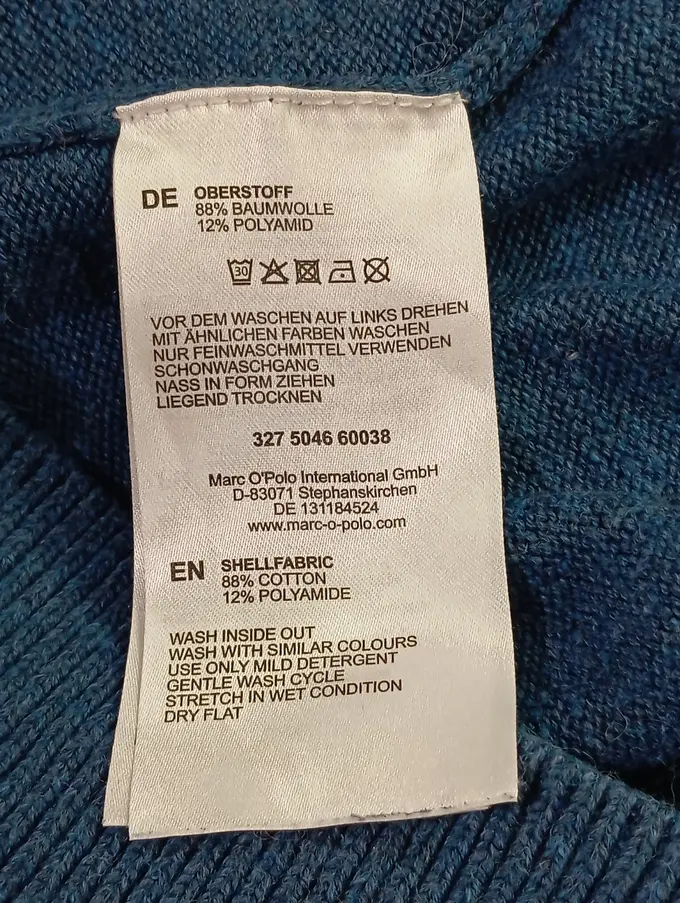 DE OBERSTOFF
88% BAUMWOLLE
12% POLYAMID
30
VOR DEM WASCHEN AUF LINKS DREHEN
MIT ÄHNLICHEN FARBEN WASCHEN
NUR FEINWASCHMITTEL VERWENDEN
SCHONWASCHGANG
NASS IN FORM ZIEHEN
LIEGEND TROCKNEN
327 5046 60038
Marc O'Polo International GmbH
D-83071 Stephanskirchen
DE 131184524
www.marc-o-polo.com
EN SHELLFABRIC
88% COTTON
12% POLYAMIDE
WASH INSIDE OUT
WASH WITH SIMILAR COLOURS
USE ONLY MILD DETERGENT
GENTLE WASH CYCLE
STRETCH IN WET CONDITION
DRY FLAT